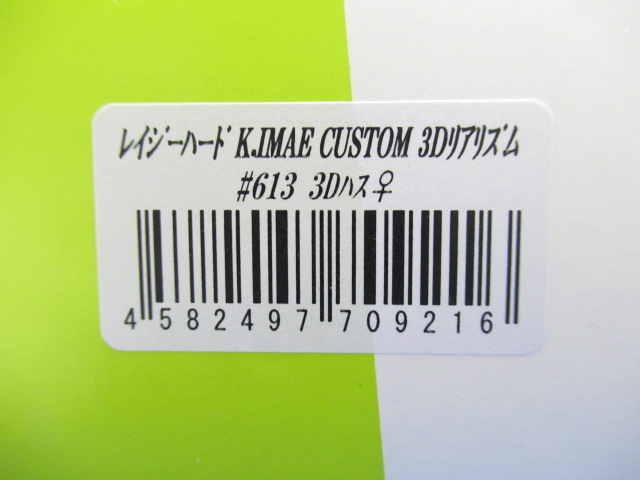 ﾚｲｼﾞｰﾊｰﾄﾞ K.IMAE CUSTOM 3Dﾘｱﾘｽﾞﾑ
#613 3Dﾊｽ♀
4 582497 709216